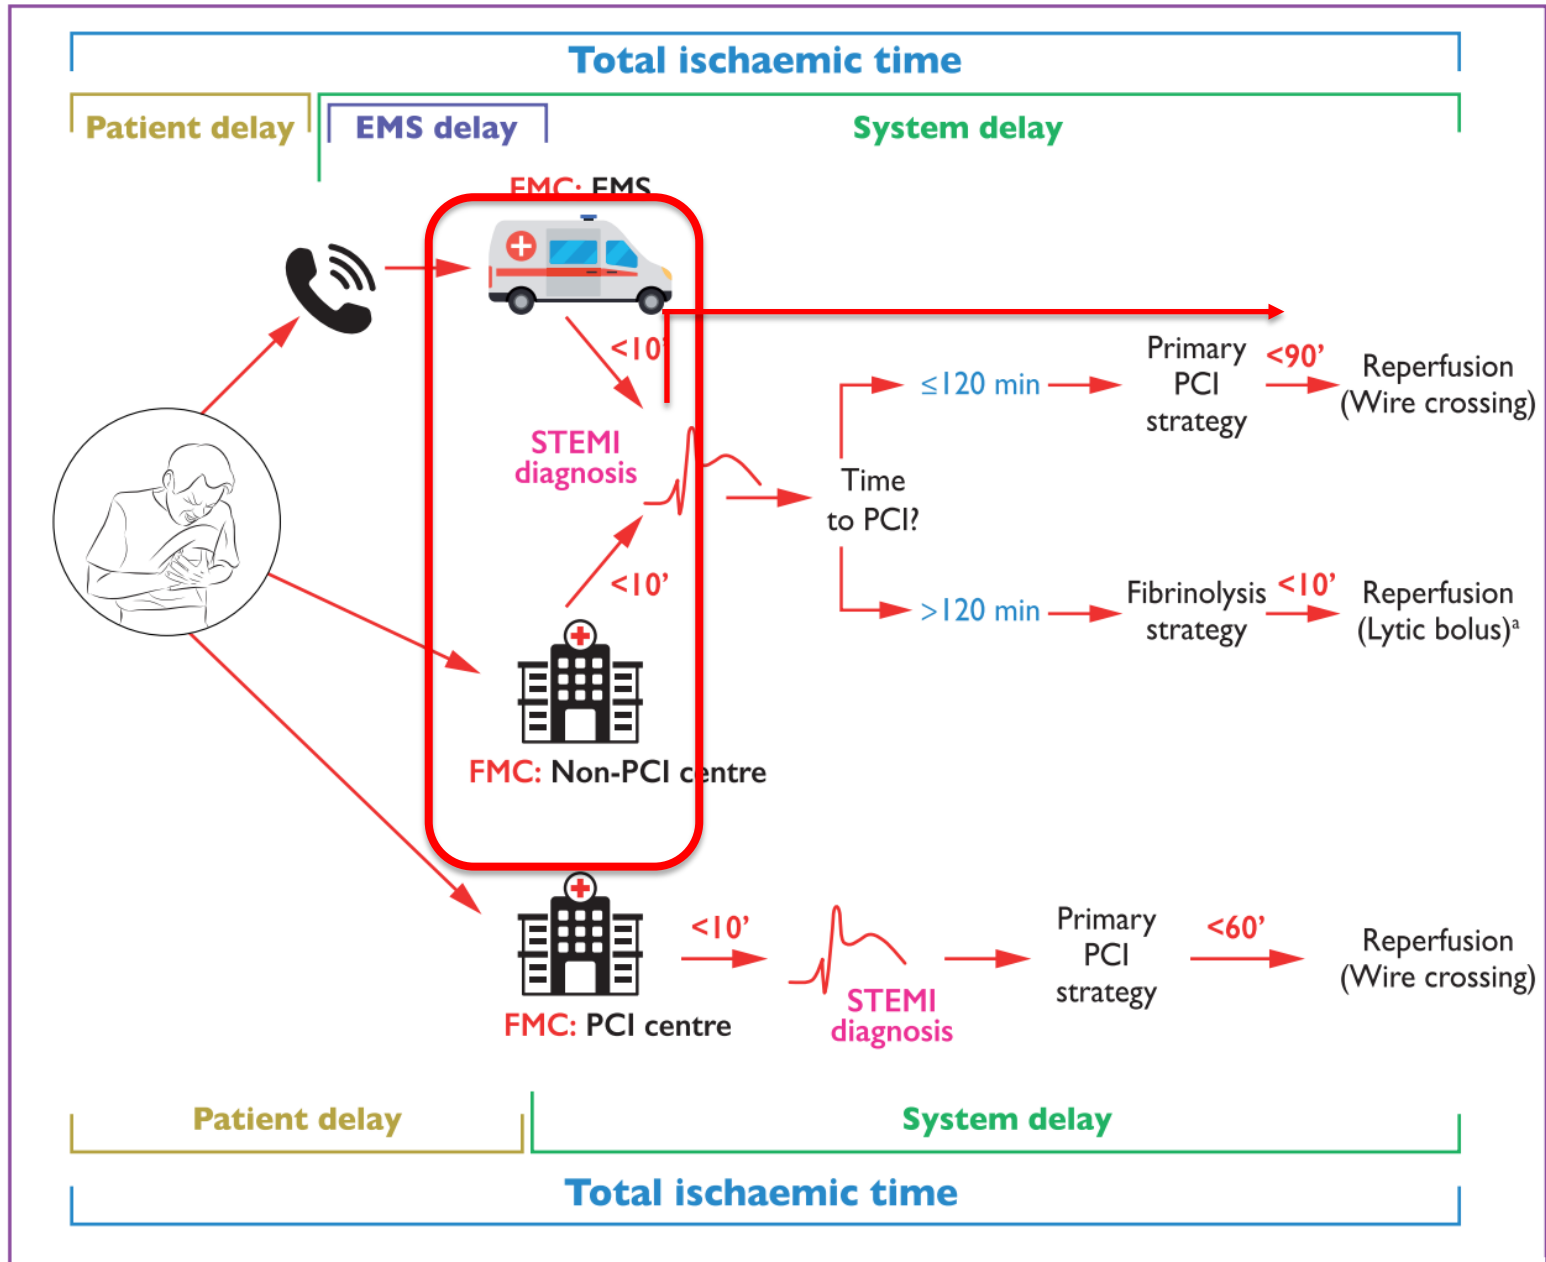 Total ischaemic time
Patient delay
EMS delay
System delay
FMC: EMS
<10’
Primary
PCI
strategy
<90’
Reperfusion
(Wire crossing)
≤120 min
STEMI
diagnosis
Time
to PCI?
<10’
>120 min
Fibrinolysis
strategy
<10’
Reperfusion
(Lytic bolus)ª
FMC: Non-PCI centre
<10’
STEMI
diagnosis
Primary
PCI
strategy
<60’
Reperfusion
(Wire crossing)
FMC: PCI centre
Patient delay
System delay
Total ischaemic time